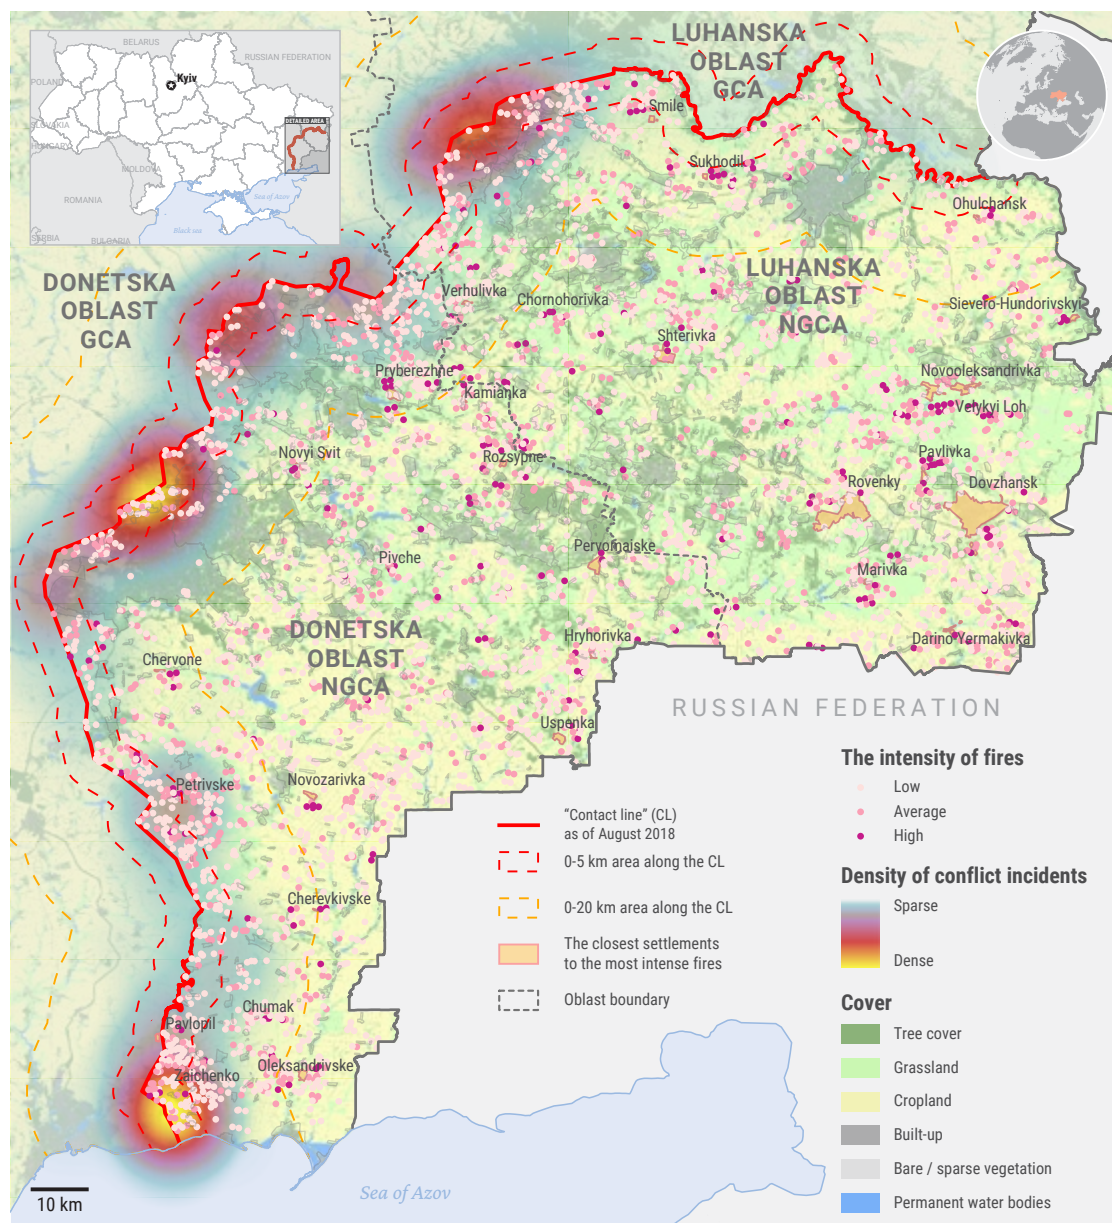 BELARUS
RUSSIAN FEDERATION
POLAND
Kyiv
SLOVAKIA
HUNGARY
MOLDOVA
ROMANIA
SERBIA
BULGARIA
Sea of Azov
Black sea
DETAILED AREA
LUHANSKA
OBLAST
GCA
Smile
Sukhodik
Ohulchansk
DONETSKA
OBLAST
GCA
LUHANSKA
OBLAST
NGCA
Verhulivka
Chornohorivka
Sievero-Hundorivskyi
Shterivka
Pryberezhne
Kamianka
Novooleksandrivka
Velykyi Loh
Novyi Svit
Rozsypne
Pavlivka
Rovenky
Dovzhansk
Pivche
Pervomaiske
Marivka
DONETSKA
OBLAST
NGCA
Hryhorivka
Darino-Yermakivka
Chervone
Uspenka
RUSSIAN FEDERATION
Petrivske
Novozarivka
Cherevkivske
Chumak
Pavlopil
Oleksandrivske
Zaichenko
Sea of Azov
10 km
"Contact line" (CL)
as of August 2018
0-5 km area along the CL
0-20 km area along the CL
The closest settlements
to the most intense fires
Oblast boundary
The intensity of fires
Low
Average
High
Density of conflict incidents
Sparse
Dense
Cover
Tree cover
Grassland
Cropland
Built-up
Bare / sparse vegetation
Permanent water bodies